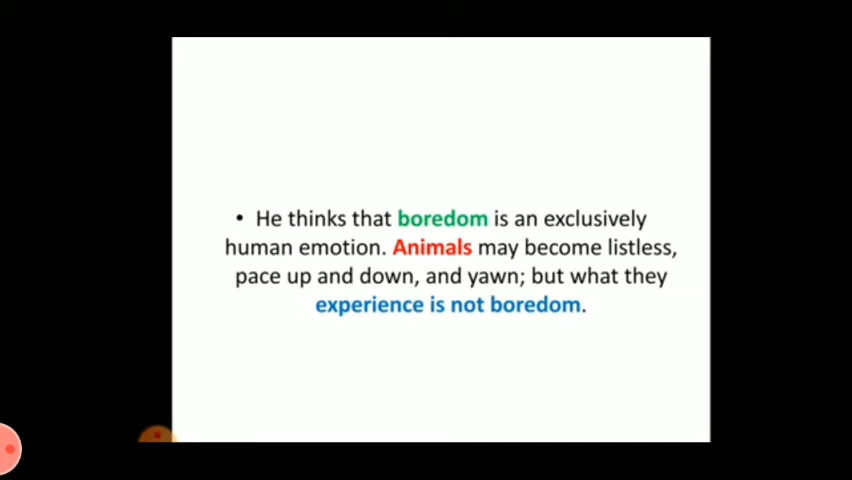 • He thinks that boredom is an exclusively
human emotion. Animals may become listless,
pace up and down, and yawn; but what they
experience is not boredom.